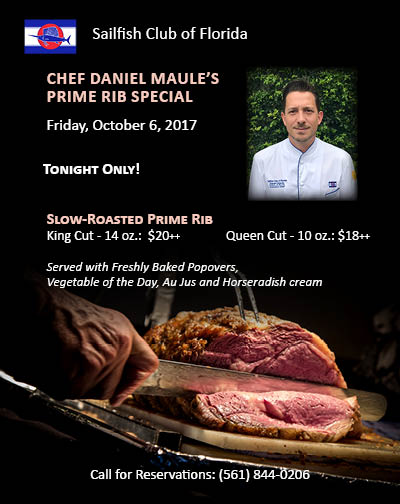 Sailfish Club of Florida
CHEF DANIEL MAULE'S
PRIME RIB SPECIAL
Friday, October 6, 2017
TONIGHT ONLY!
SLOW-ROASTED PRIME RIB
King Cut - 14 oz.: $20++
Queen Cut - 10 oz.: $18++
Served with Freshly Baked Popovers,
Vegetable of the Day, Au Jus and Horseradish cream
Call for Reservations: (561) 844-0206